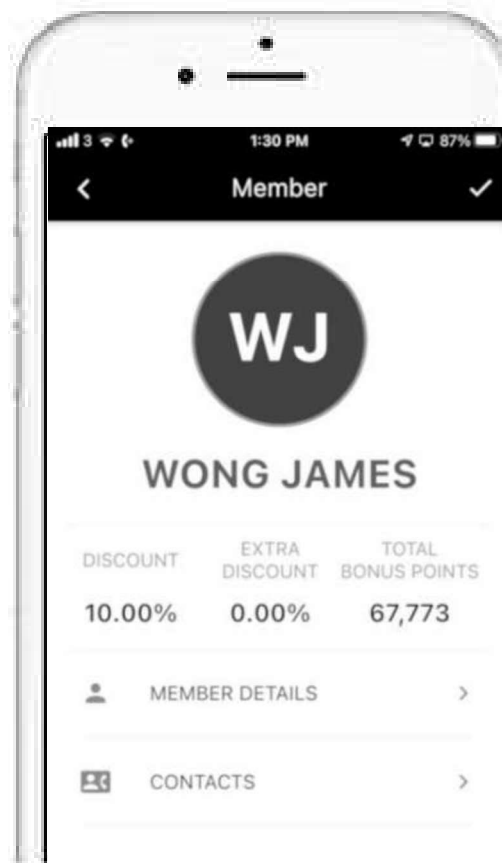 3 1:30 PM 87%
Member
WJ
WONG JAMES
DISCOUNT EXTRA DISCOUNT TOTAL BONUS POINTS
10.00% 0.00% 67,773
MEMBER DETAILS
CONTACTS